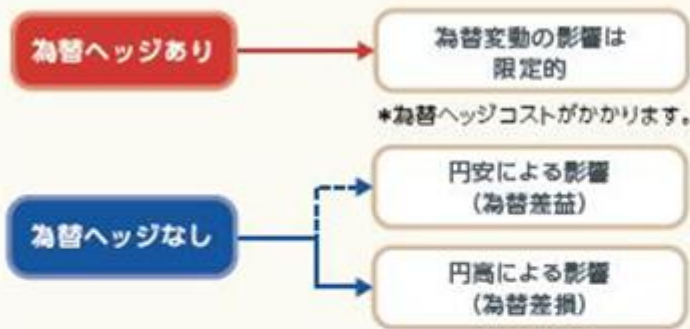 為替ヘッジあり
為替変動の影響は
限定的
*為替ヘッジコストがかかります。
為替ヘッジなし
円安による影響
(為替差益)
円高による影響
(為替差損)